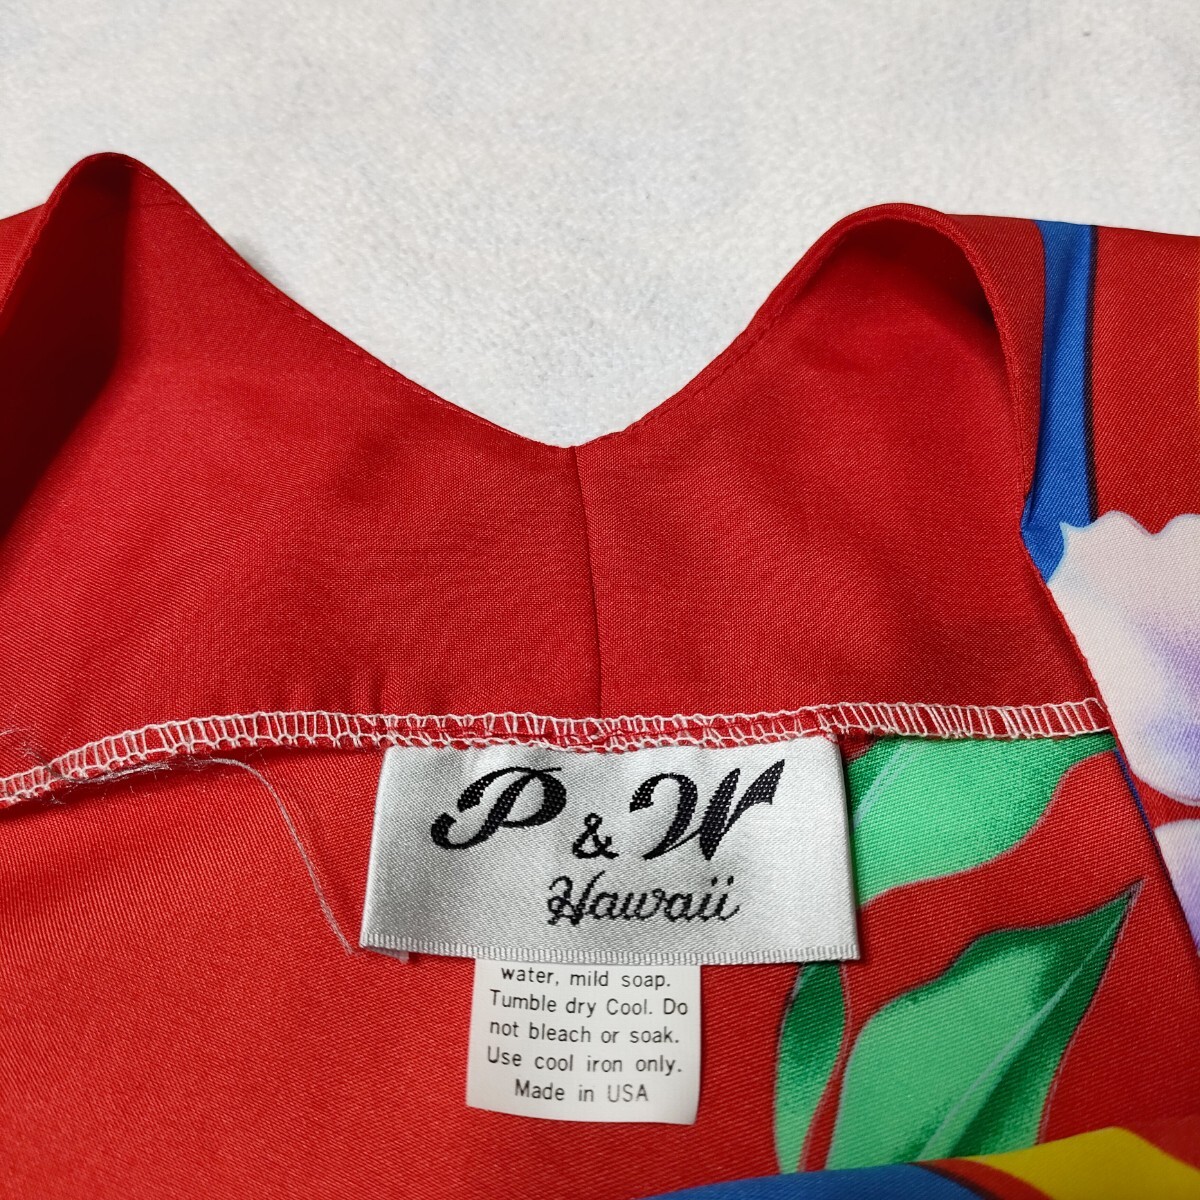 P & W
Hawaii
water, mild soap.
Tumble dry Cool. Do
not bleach or soak.
Use cool iron only.
Made in USA